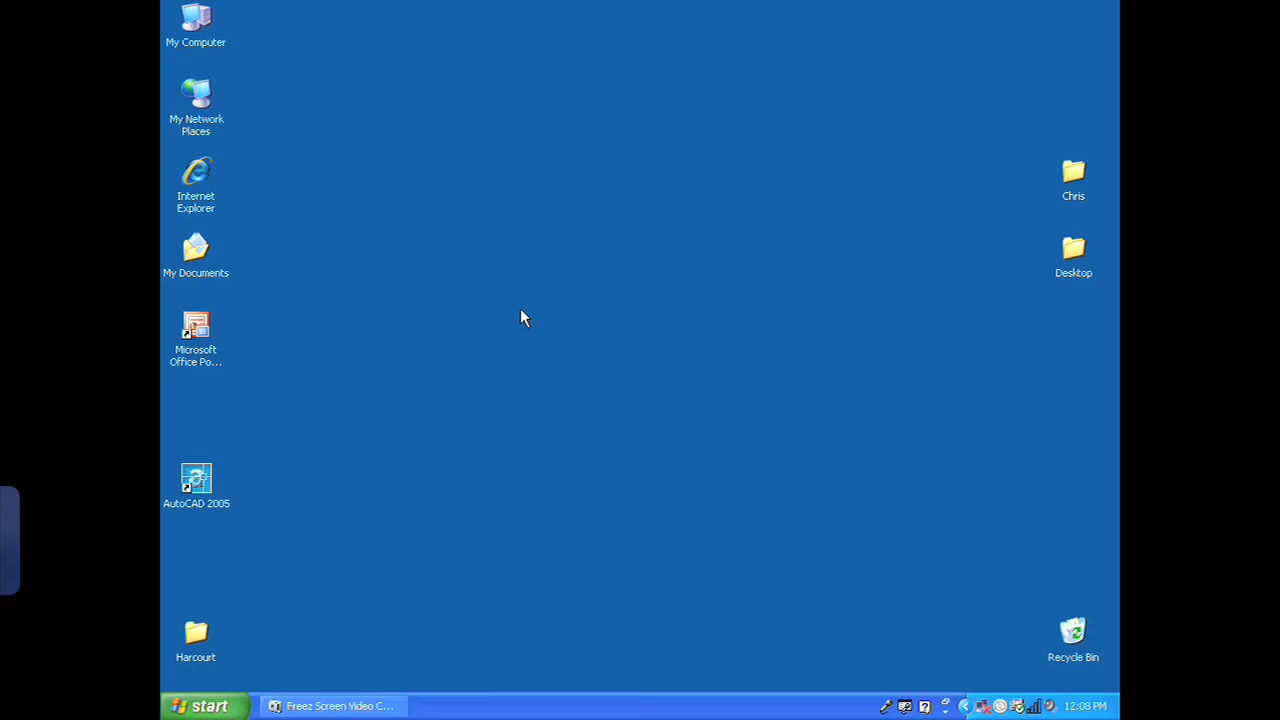 My Computer
My Network
Places
Internet
Explorer
My Documents
Microsoft
Office Po...
AutoCAD 2005
Harcourt
Chris
Desktop
Recycle Bin
start
Freez Screen Video C...
12:08 PM